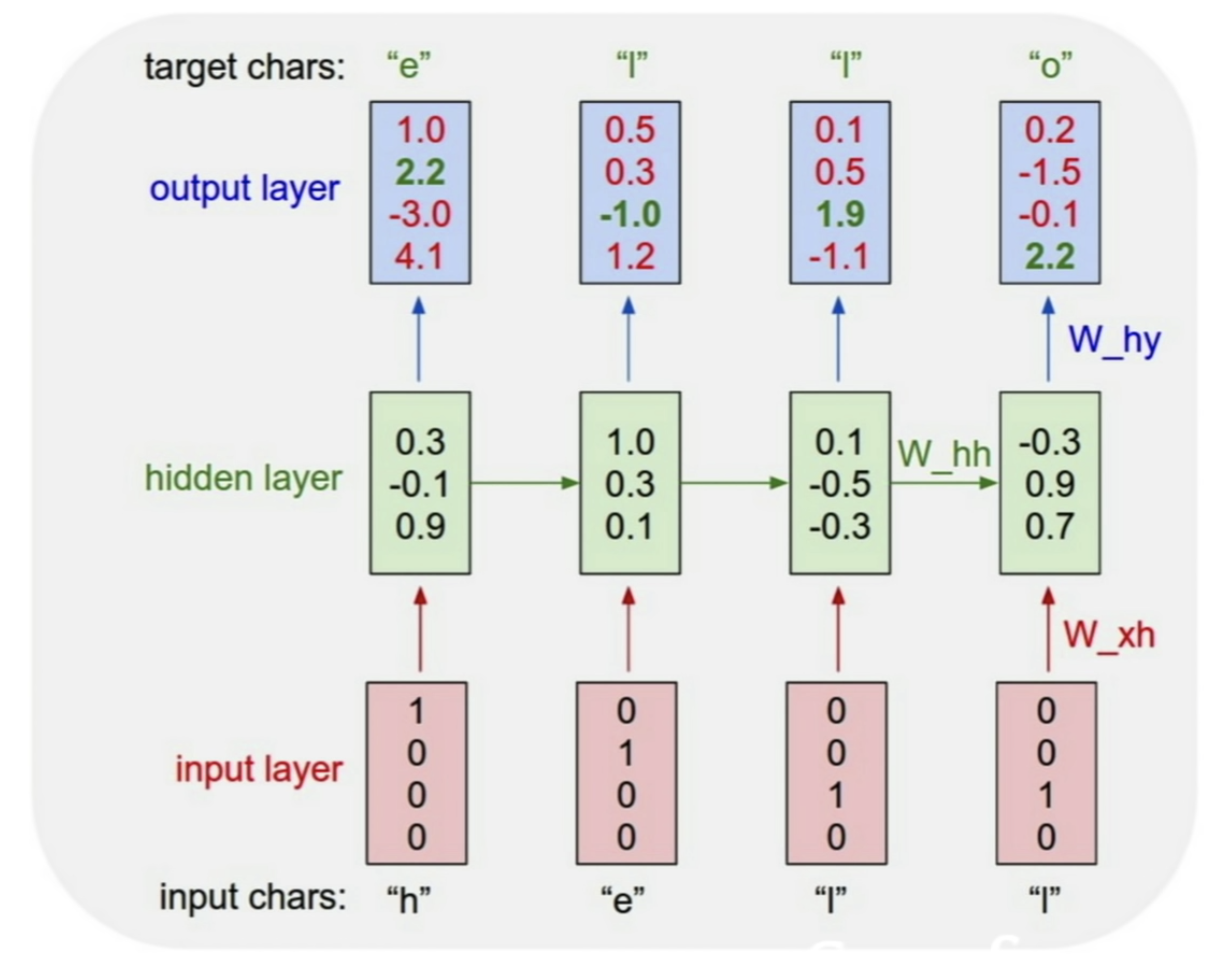 target chars: “e” “l” “l” “o”
1.0 0.5 0.1 0.2
2.2 0.3 0.5 -1.5
output layer
-3.0 -1.0 1.9 -0.1
4.1 1.2 -1.1 2.2
W_hy
0.3 1.0 0.1 -0.3
W_hh
hidden layer
-0.1 0.3 -0.5 0.9
0.9 0.1 -0.3 0.7
W_xh
1 0 0 0
0 1 0 0
input layer
0 0 1 1
0 0 0 0
input chars: “h” “e” “l” “l”